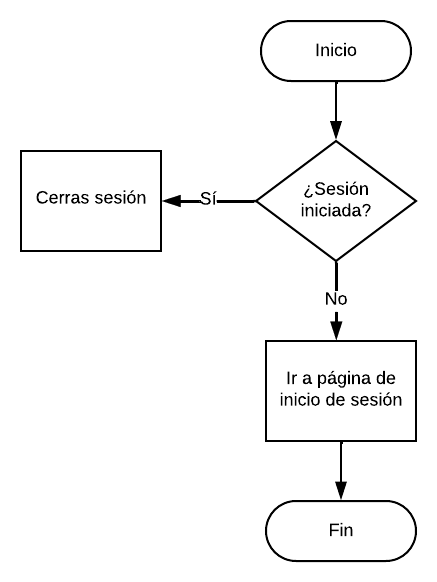 Inicio
¿Sesión
iniciada?
Sí
Cerras sesión
No
Ir a página de
inicio de sesión
Fin